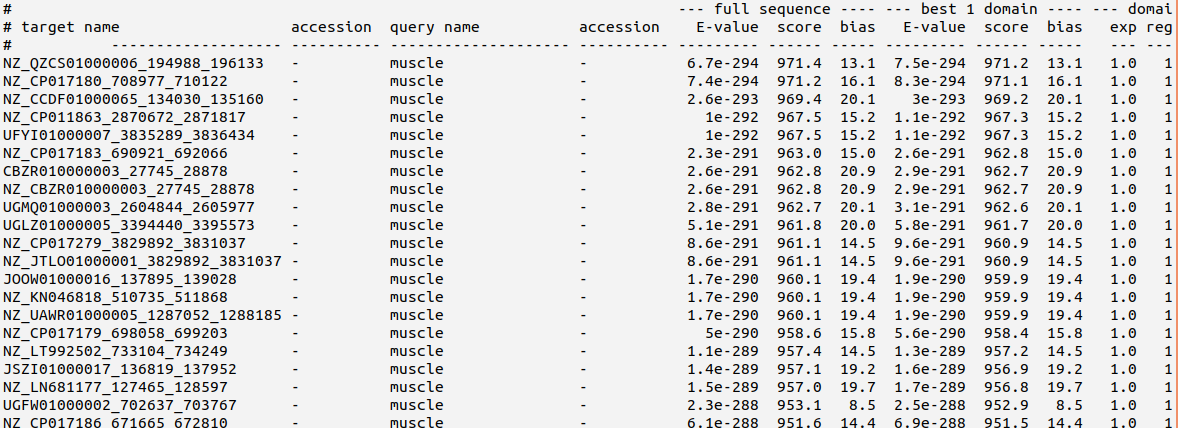 # --- full sequence ---- --- best 1 domain ---- --- domai
# target name accession query name accession E-value score bias E-value score bias exp reg
# ------------------- ---------- -------------------- ---------- --------- ------ ----- --------- ------ ----- --- ---
NZ_QZCS01000006_194988_196133 - muscle - 6.7e-294 971.4 13.1 7.5e-294 971.2 13.1 1.0 1
NZ_CP017180_708977_710122 - muscle - 7.4e-294 971.2 16.1 8.3e-294 971.1 16.1 1.0 1
NZ_CCDF01000065_134030_135160 - muscle - 2.6e-293 969.4 20.1 3e-293 969.2 20.1 1.0 1
NZ_CP011863_2870672_2871817 - muscle - 1e-292 967.5 15.2 1.1e-292 967.3 15.2 1.0 1
UFYI01000007_3835289_3836434 - muscle - 1e-292 967.5 15.2 1.1e-292 967.3 15.2 1.0 1
NZ_CP017183_690921_692066 - muscle - 2.3e-291 963.0 15.0 2.6e-291 962.8 15.0 1.0 1
CBZR010000003_27745_28878 - muscle - 2.6e-291 962.8 20.9 2.9e-291 962.7 20.9 1.0 1
NZ_CBZR010000003_27745_28878 - muscle - 2.6e-291 962.8 20.9 2.9e-291 962.7 20.9 1.0 1
UGMQ01000003_2604844_2605977 - muscle - 2.8e-291 962.7 20.1 3.1e-291 962.6 20.1 1.0 1
UGLZ01000005_3394440_3395573 - muscle - 5.1e-291 961.8 20.0 5.8e-291 961.7 20.0 1.0 1
NZ_CP017279_3829892_3831037 - muscle - 8.6e-291 961.1 14.5 9.6e-291 960.9 14.5 1.0 1
NZ_JTLO01000001_3829892_3831037 - muscle - 8.6e-291 961.1 14.5 9.6e-291 960.9 14.5 1.0 1
JOOW01000016_137895_139028 - muscle - 1.7e-290 960.1 19.4 1.9e-290 959.9 19.4 1.0 1
NZ_KN046818_510735_511868 - muscle - 1.7e-290 960.1 19.4 1.9e-290 959.9 19.4 1.0 1
NZ_UAWR01000005_1287052_1288185 - muscle - 1.7e-290 960.1 19.4 1.9e-290 959.9 19.4 1.0 1
NZ_CP017179_698058_699203 - muscle - 5e-290 958.6 15.8 5.6e-290 958.4 15.8 1.0 1
NZ_LT992502_733104_734249 - muscle - 1.1e-289 957.4 14.5 1.3e-289 957.2 14.5 1.0 1
JSZI01000017_136819_137952 - muscle - 1.4e-289 957.1 19.2 1.6e-289 956.9 19.2 1.0 1
NZ_LN681177_127465_128597 - muscle - 1.5e-289 957.0 19.7 1.7e-289 956.8 19.7 1.0 1
UGFW01000002_702637_703767 - muscle - 2.3e-288 953.1 8.5 2.5e-288 952.9 8.5 1.0 1
NZ_CP017186_671665_672810 - muscle - 6.1e-288 951.6 14.4 6.9e-288 951.5 14.4 1.0 1